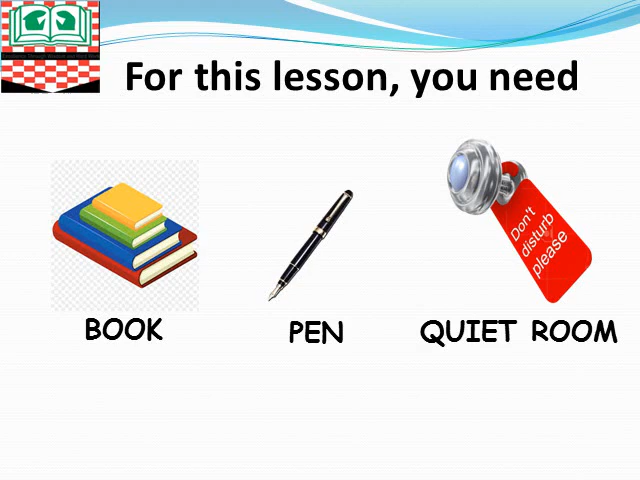 For this lesson, you need
Don't
disturb
please
BOOK
PEN
QUIET ROOM